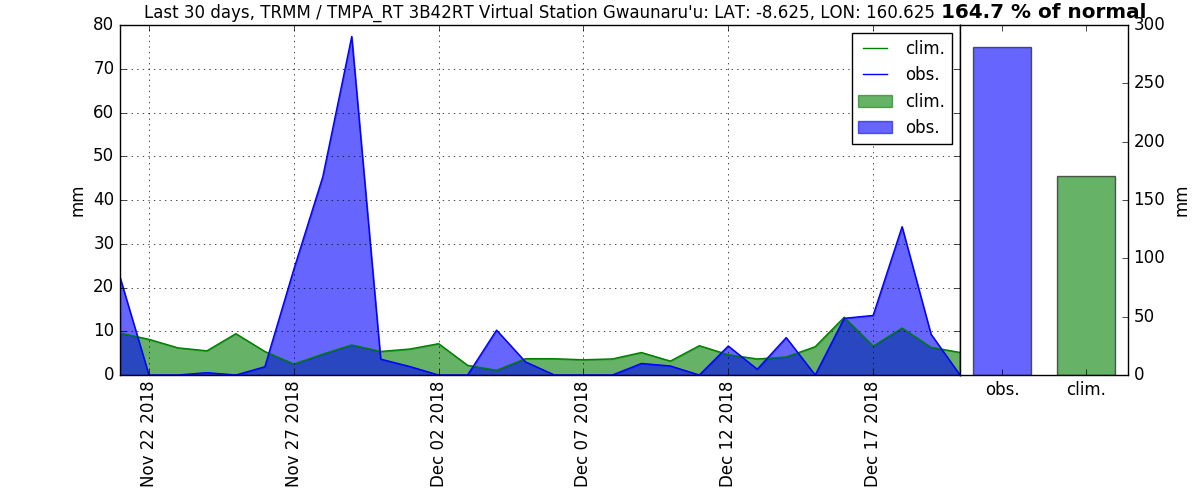 Last 30 days, TRMM / TMPA_RT 3B42RT Virtual Station Gwaunaru'u: LAT: -8.625, LON: 160.625 164.7 % of normal
80
70
60
50
40
30
20
10
0
mm
clim.
obs.
clim.
obs.
300
250
200
150
100
50
0
mm
Nov 22 2018
Nov 27 2018
Dec 02 2018
Dec 07 2018
Dec 12 2018
Dec 17 2018
obs.
clim.